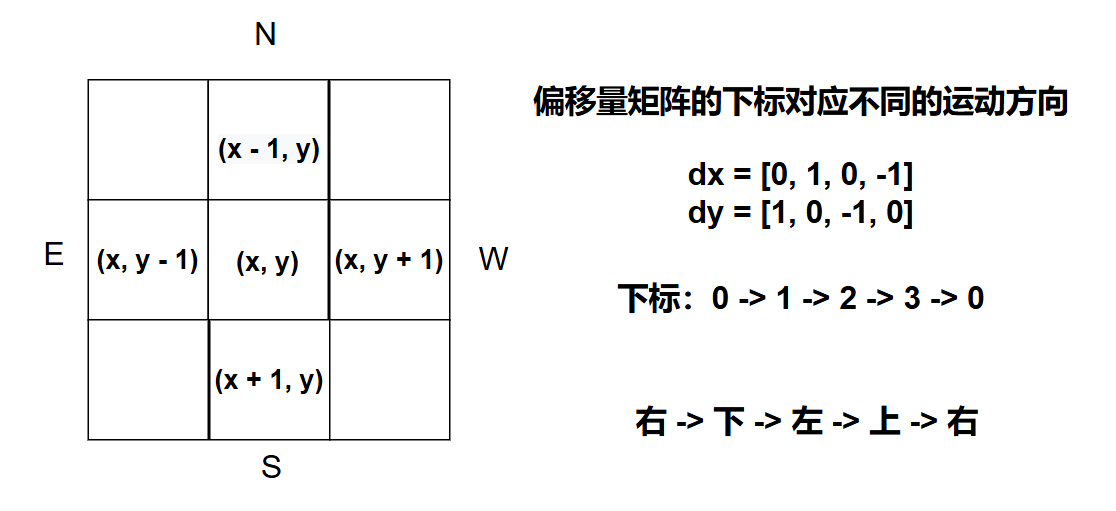 N
(x - 1, y)
E
(x, y - 1)
(x, y)
(x, y + 1)
W
(x + 1, y)
S
偏移量矩阵的下标对应不同的运动方向
dx = [0, 1, 0, -1]
dy = [1, 0, -1, 0]
下标：0 -> 1 -> 2 -> 3 -> 0
右 -> 下 -> 左 -> 上 -> 右